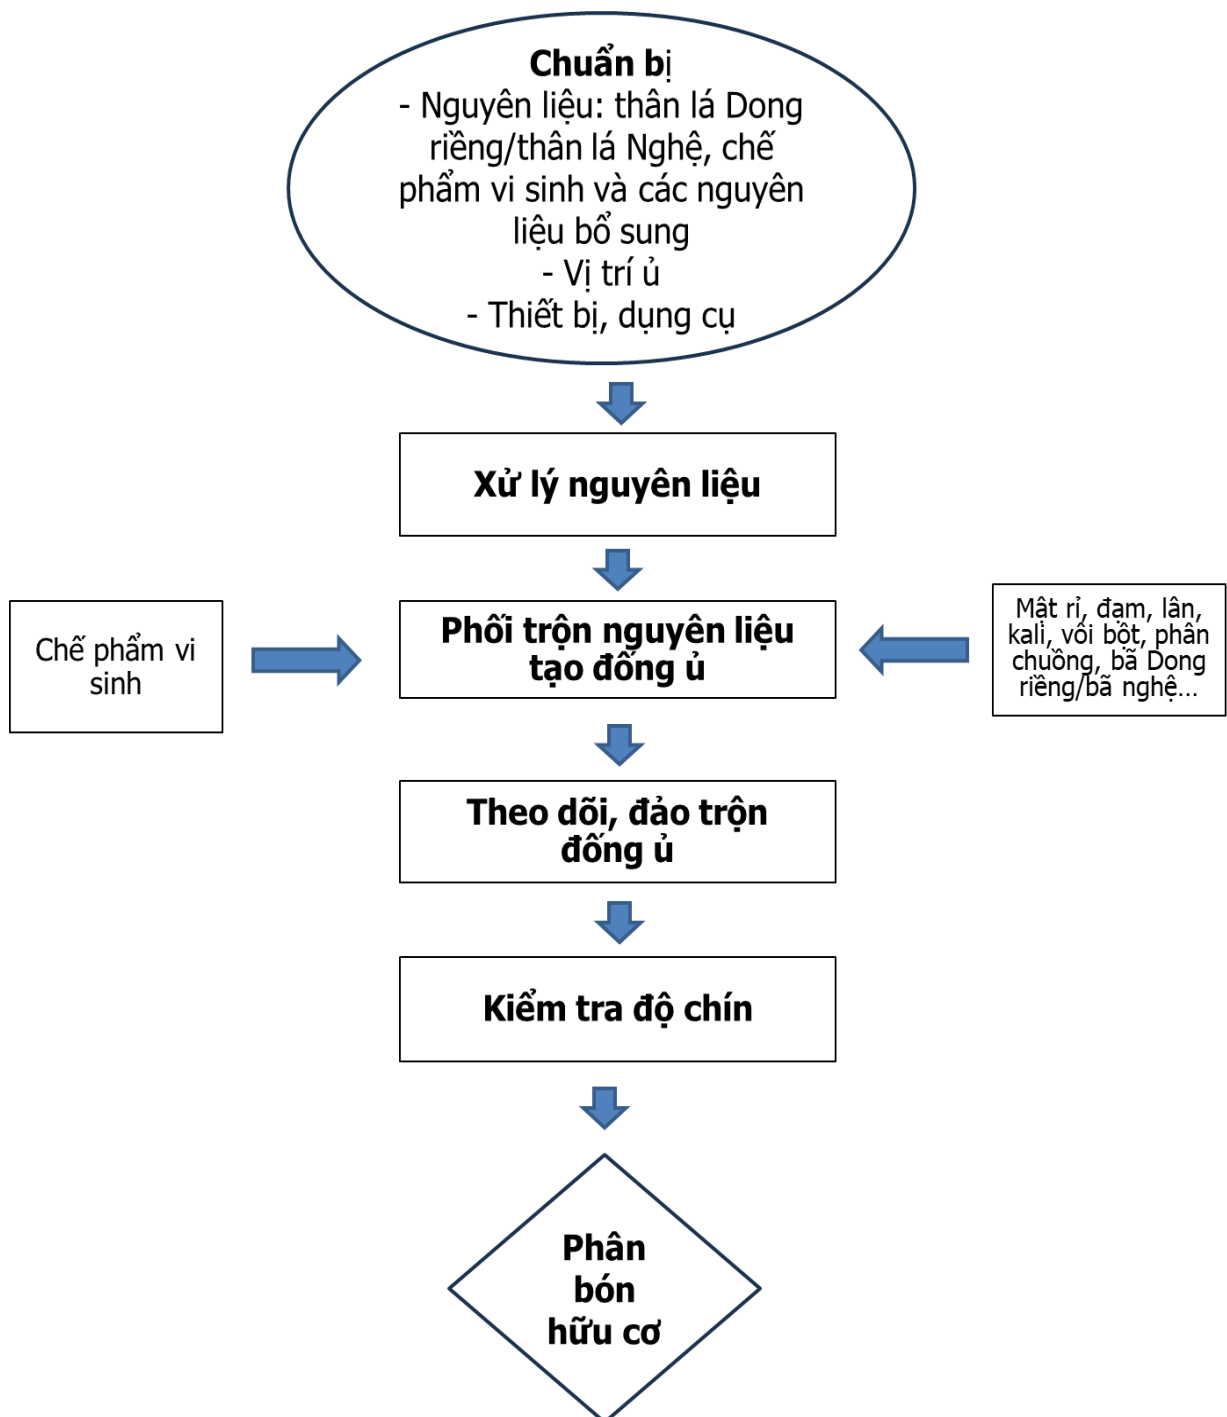 Chuẩn bị
- Nguyên liệu: thân lá Dong
riềng/thân lá Nghệ, chế
phẩm vi sinh và các nguyên
liệu bổ sung
- Vị trí ủ
- Thiết bị, dụng cụ
Xử lý nguyên liệu
Chế phẩm vi
sinh
Phối trộn nguyên liệu
tạo đống ủ
Mật rỉ, đạm, lân,
kali, vôi bột, phân
chuồng, bã Dong
riềng/bã nghệ...
Theo dõi, đảo trộn
đống ủ
Kiểm tra độ chín
Phân
bón
hữu cơ